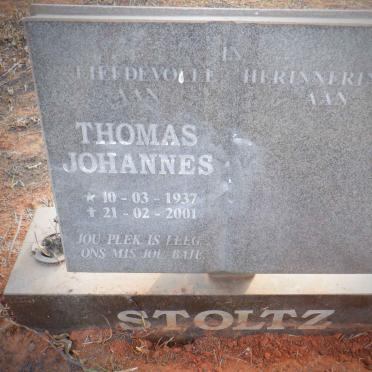 IN
LIEFDEVOLLE HERINNERIN
AAN AAN
THOMAS
JOHANNES
★ 10 - 03 - 1937
✝ 21 - 02 - 2001
JOU PLEK IS LEEG
ONS MIS JOU BAIE
STOLTZ